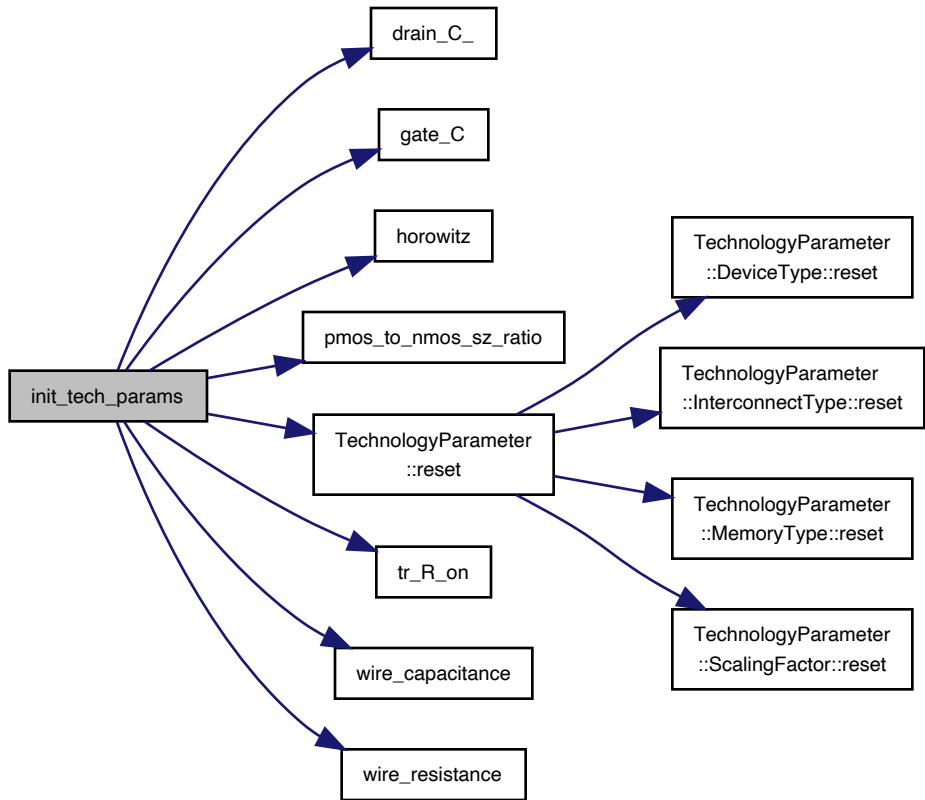 drain_C_
gate_C
horowitz
pmos_to_nmos_sz_ratio
init_tech_params
TechnologyParameter
::reset
tr_R_on
wire_capacitance
wire_resistance
TechnologyParameter
::DeviceType::reset
TechnologyParameter
::InterconnectType::reset
TechnologyParameter
::MemoryType::reset
TechnologyParameter
::ScalingFactor::reset